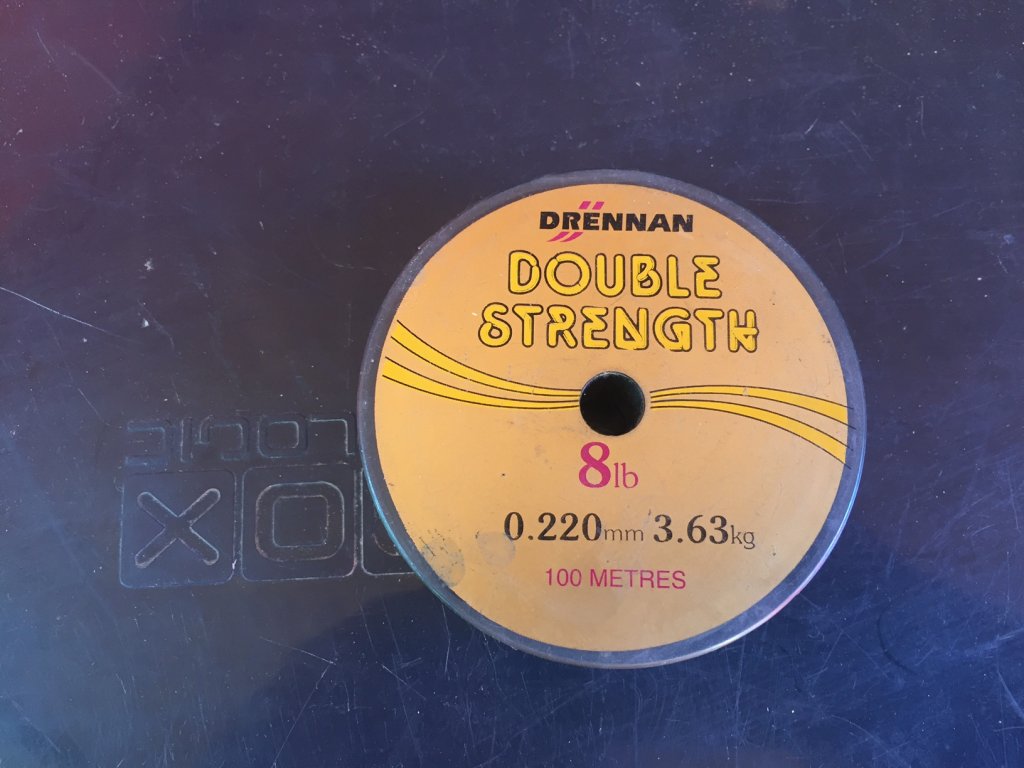 DRENNAN
DOUBLE
STRENGTH
8lb
0.220mm 3.63kg
100 METRES